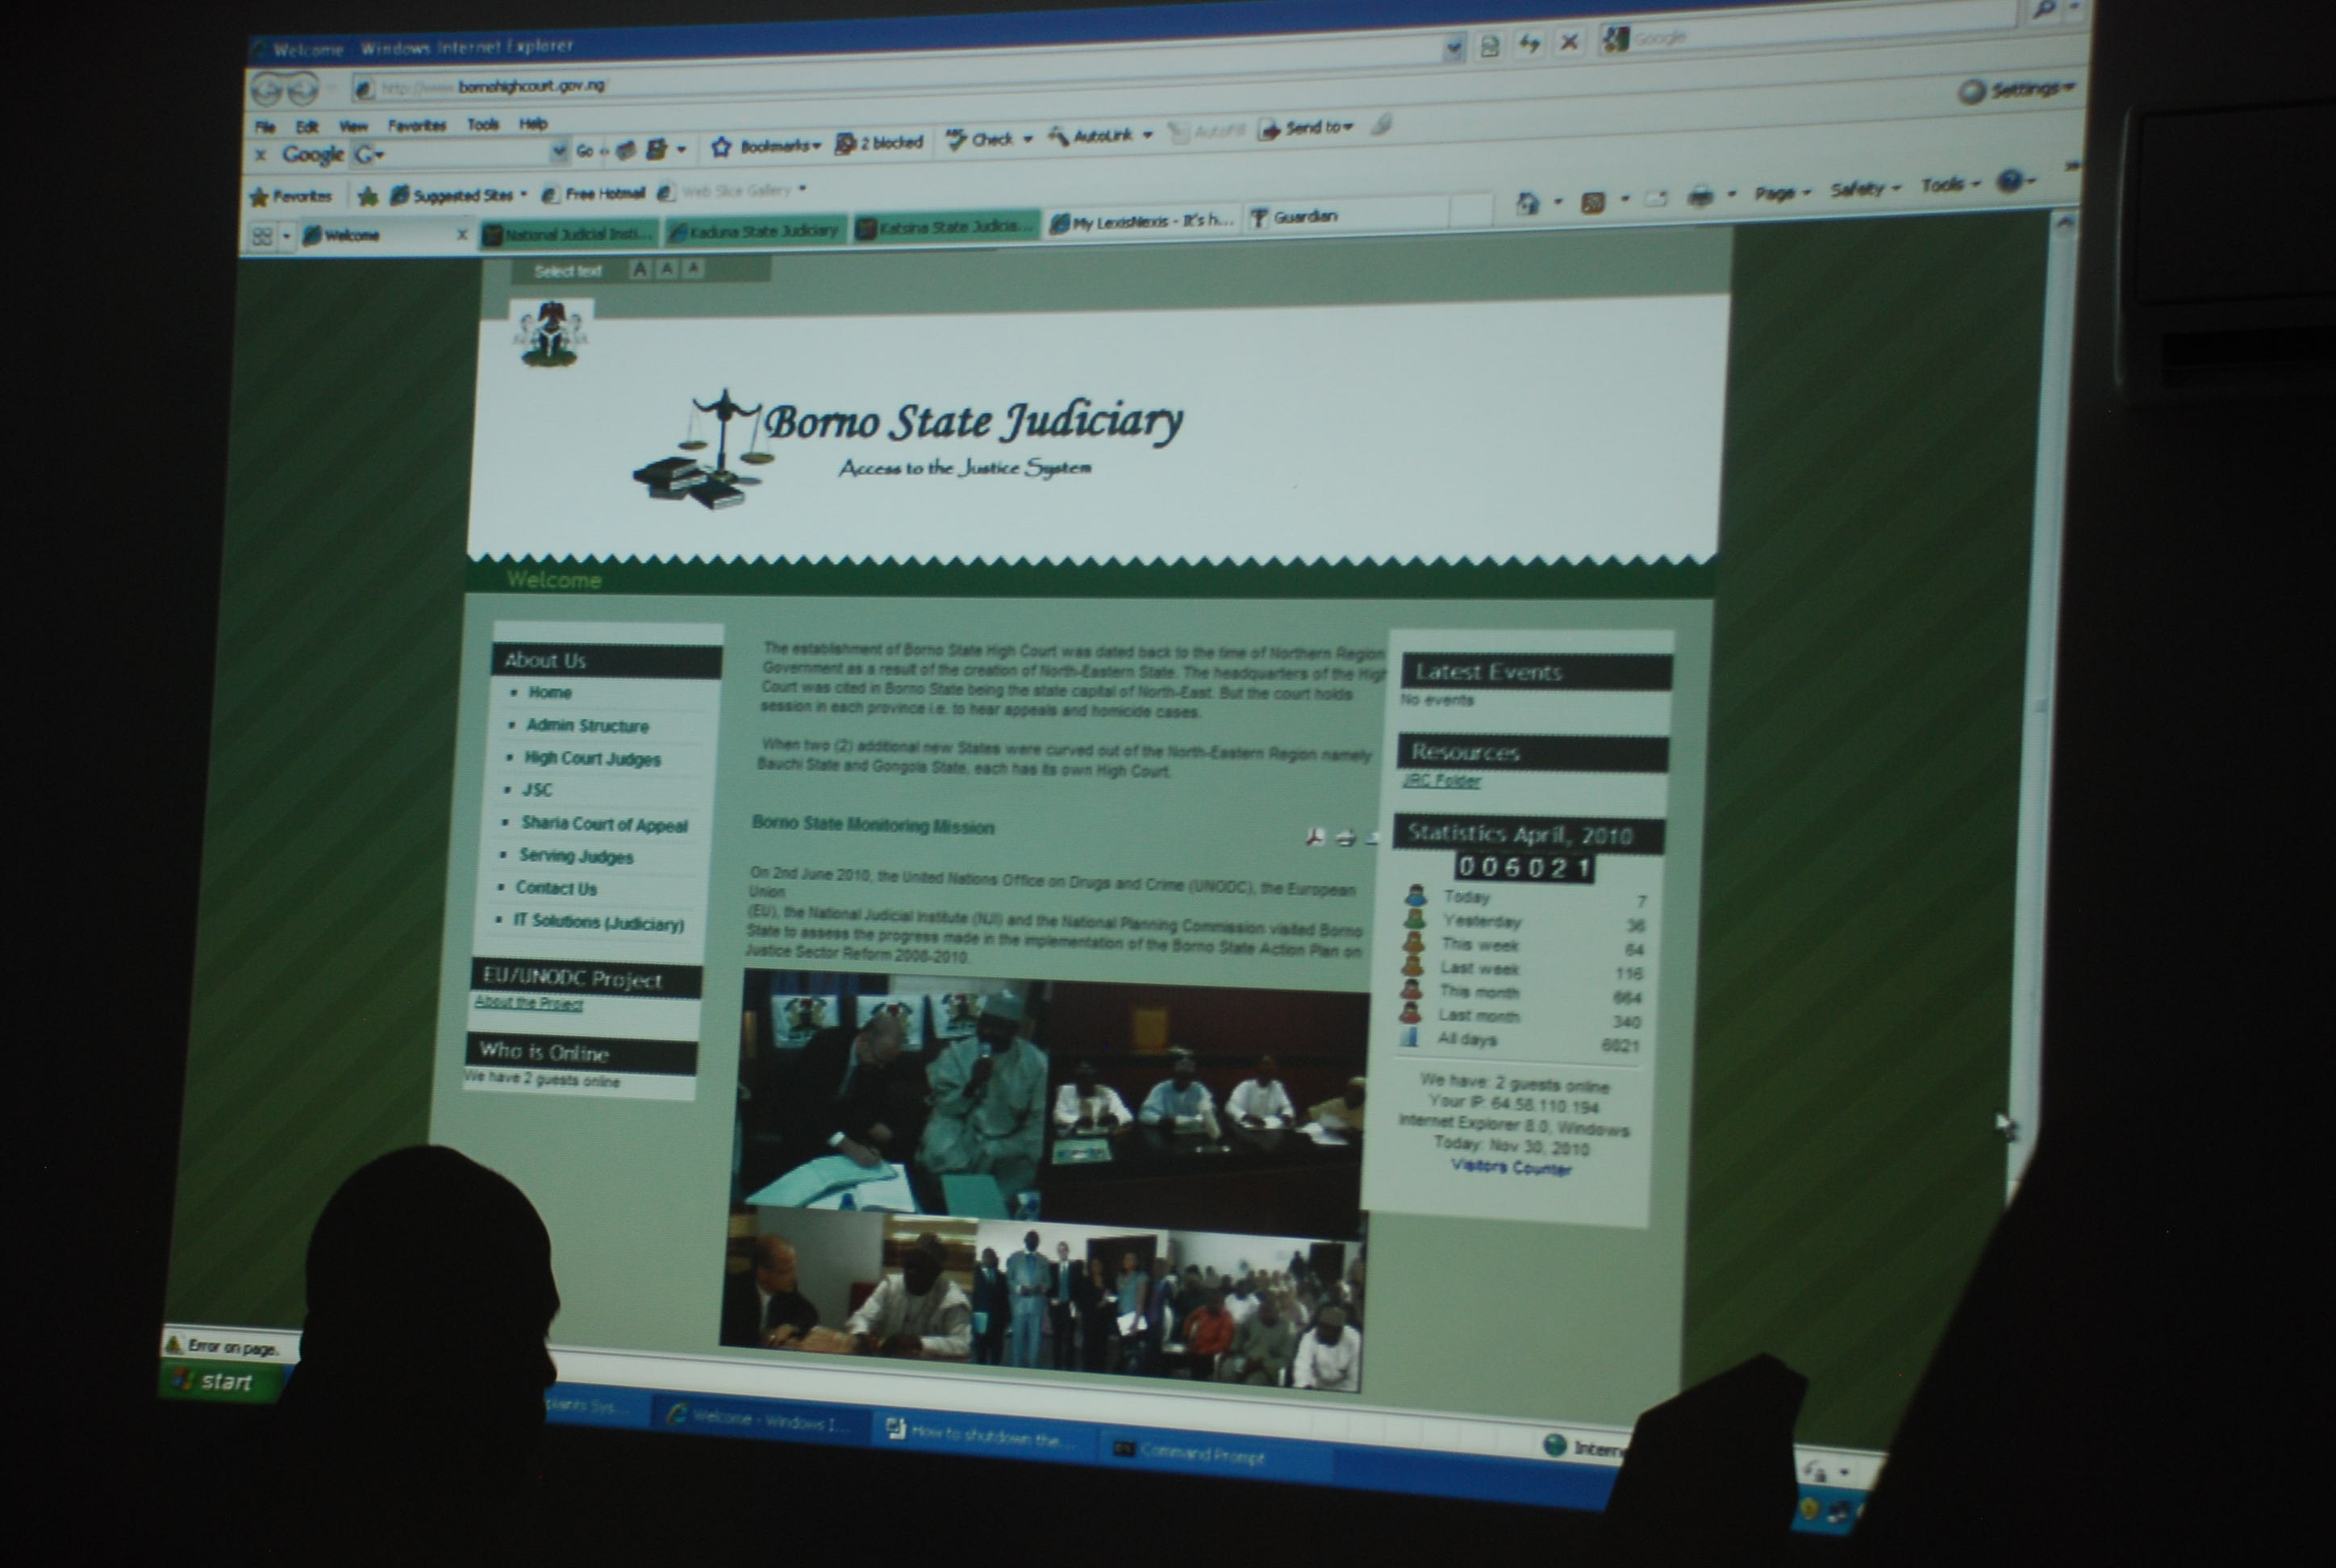 Welcome - Windows Internet Explorer
http://www.bornohighcourt.gov.ng
Google
File Edit View Favorites Tools Help
Google G Go Bookmarks 2 blocked Check AutoLink AutoFill Send to Settings
Favorites Suggested Sites Free Hotmail Web Slice Gallery
Welcome x National Judicial Insti... Kaduna State Judiciary Katsina State Judicia... My LexisNexis - It's h... Guardian
Page Safety Tools
Select text A A A
Borno State Judiciary
Access to the Justice System
Welcome
About Us
Home
Admin Structure
High Court Judges
JSC
Sharia Court of Appeal
Serving Judges
Contact Us
IT Solutions (Judiciary)
EU/UNODC Project
About the Project
Who is Online
We have 2 guests online
The establishment of Borno State High Court was dated back to the time of Northern Region
Government as a result of the creation of North-Eastern State. The headquarters of the High
Court was cited in Borno State being the state capital of North-East. But the court holds
session in each province i.e. to hear appeals and homicide cases.
When two (2) additional new States were curved out of the North-Eastern Region namely
Bauchi State and Gongola State, each has its own High Court.
Borno State Monitoring Mission
On 2nd June 2010, the United Nations Office on Drugs and Crime (UNODC), the European
Union
(EU), the National Judicial Institute (NJI) and the National Planning Commission visited Borno
State to assess the progress made in the implementation of the Borno State Action Plan on
Justice Sector Reform 2008-2010.
Latest Events
No events
Resources
JRC Folder
Statistics April, 2010
006021
Today 7
Yesterday 36
This week 64
Last week 116
This month 664
Last month 340
All days 6021
We have: 2 guests online
Your IP: 64.56.110.194
Internet Explorer 8.0, Windows
Today: Nov 30, 2010
Visitors Counter
Error on page.
Intern
start
plaints Sys... Welcome - Windows I... How to shutdown the... Command Prompt